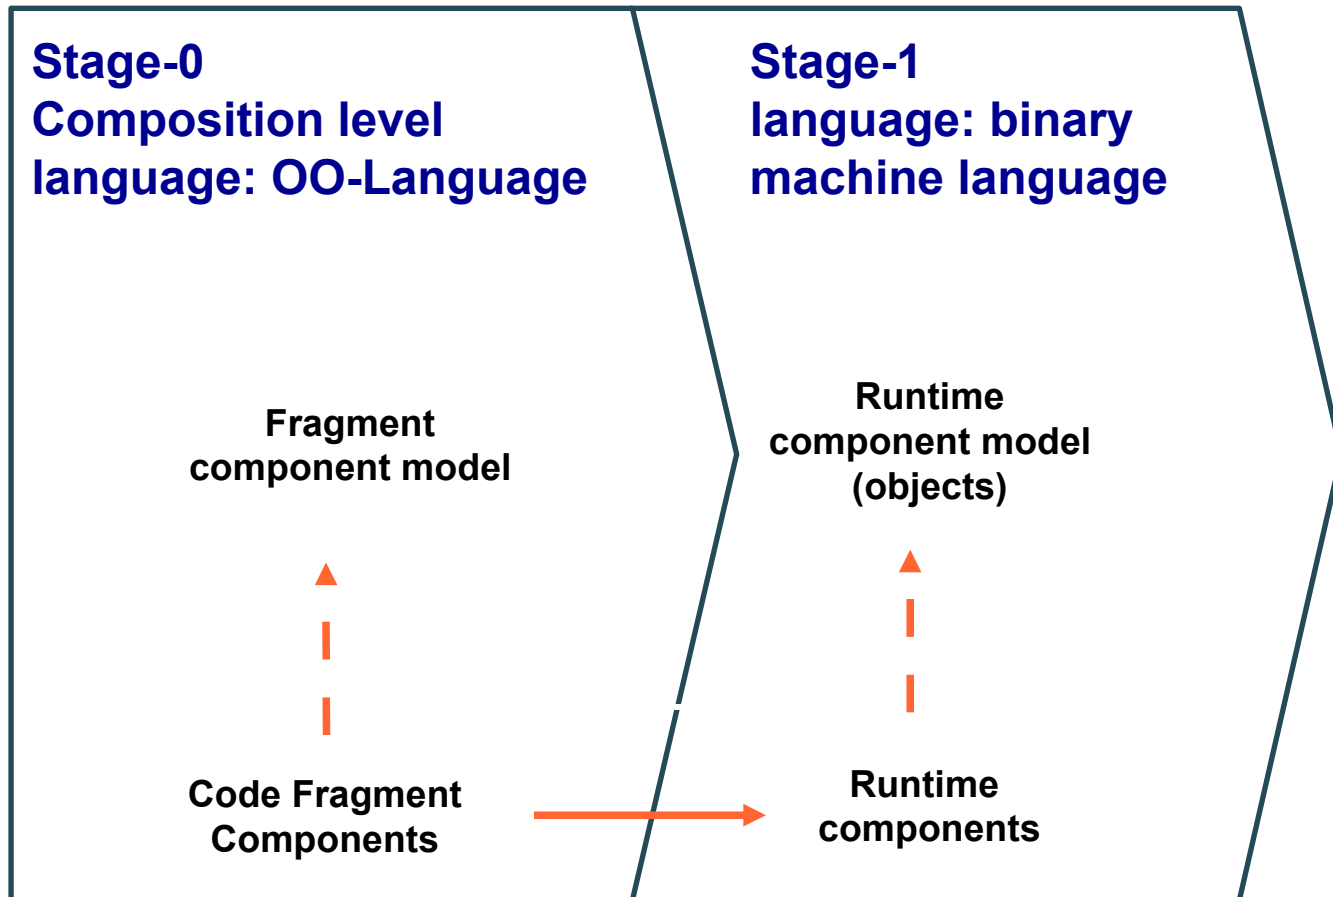 Stage-0
Composition level
language: OO-Language
Stage-1
language: binary
machine language
Fragment
component model
Runtime
component model
(objects)
Code Fragment
Components
Runtime
components